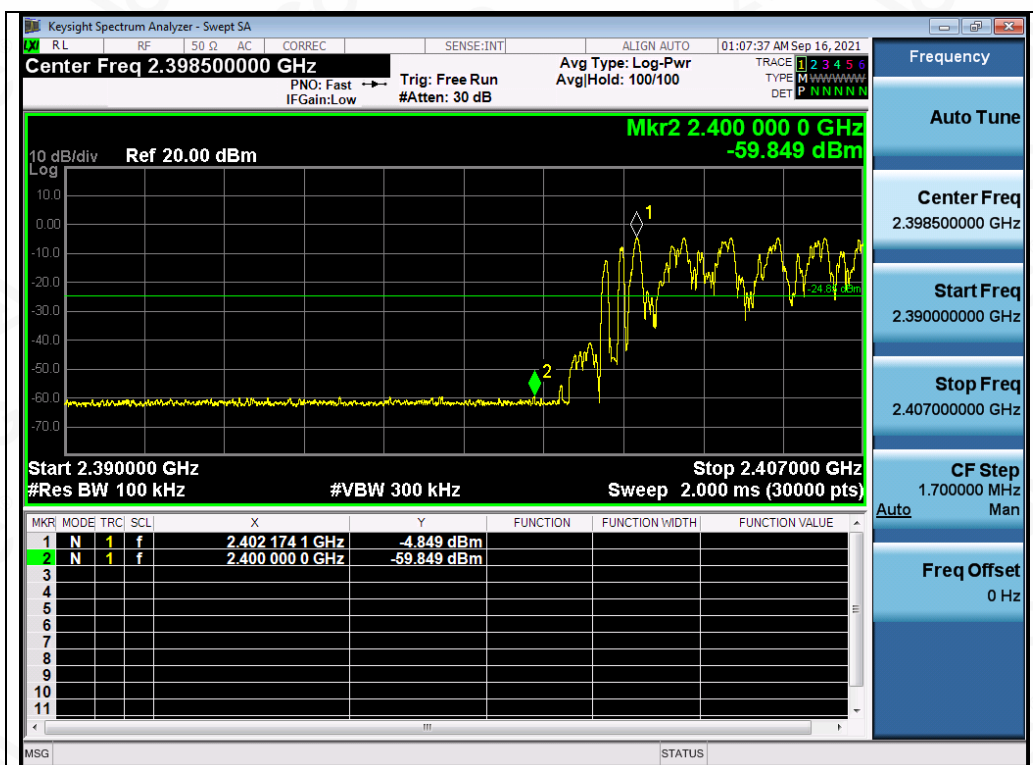 Keysight Spectrum Analyzer - Swept SA
LXI RL RF 50 Ω AC CORREC SENSE:INT ALIGN AUTO 01:07:37 AM Sep 16, 2021
Center Freq 2.398500000 GHz
PNO: Fast
IFGain:Low
Trig: Free Run
#Atten: 30 dB
Avg Type: Log-Pwr
Avg|Hold: 100/100
TRACE 1 2 3 4 5 6
TYPE M WWWWW
DET P N N N N N
Mkr2 2.400 000 0 GHz
-59.849 dBm
10 dB/div Ref 20.00 dBm
Log
10.0
0.00
-10.0
-20.0
-30.0
-40.0
-50.0
-60.0
-70.0
1
2
Start 2.390000 GHz Stop 2.407000 GHz
#Res BW 100 kHz #VBW 300 kHz Sweep 2.000 ms (30000 pts)
MKR MODE TRC SCL X Y FUNCTION FUNCTION WIDTH FUNCTION VALUE
1 N 1 f 2.402 174 1 GHz -4.849 dBm
2 N 1 f 2.400 000 0 GHz -59.849 dBm
3
4
5
6
7
8
9
10
11
MSG STATUS
Frequency
Auto Tune
Center Freq
2.398500000 GHz
Start Freq
2.390000000 GHz
Stop Freq
2.407000000 GHz
CF Step
1.700000 MHz
Auto Man
Freq Offset
0 Hz